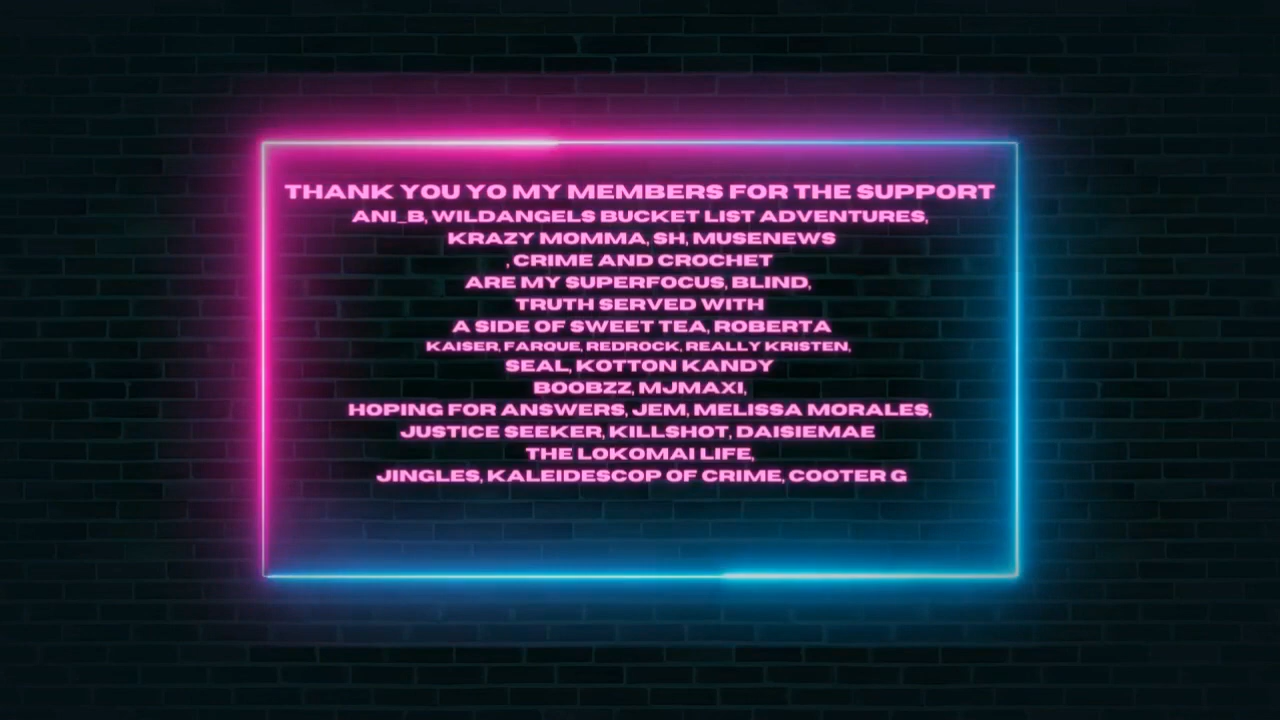 THANK YOU YO MY MEMBERS FOR THE SUPPORT
ANI_B, WILDANGELS BUCKET LIST ADVENTURES,
KRAZY MOMMA, SH, MUSENEWS
, CRIME AND CROCHET
ARE MY SUPERFOCUS, BLIND,
TRUTH SERVED WITH
A SIDE OF SWEET TEA, ROBERTA
KAISER, FARQUE, REDROCK, REALLY KRISTEN,
SEAL, KOTTON KANDY
BOOBZZ, MJMAXI,
HOPING FOR ANSWERS, JEM, MELISSA MORALES,
JUSTICE SEEKER, KILLSHOT, DAISIEMAE
THE LOKOMAI LIFE,
JINGLES, KALEIDESCOP OF CRIME, COOTER G